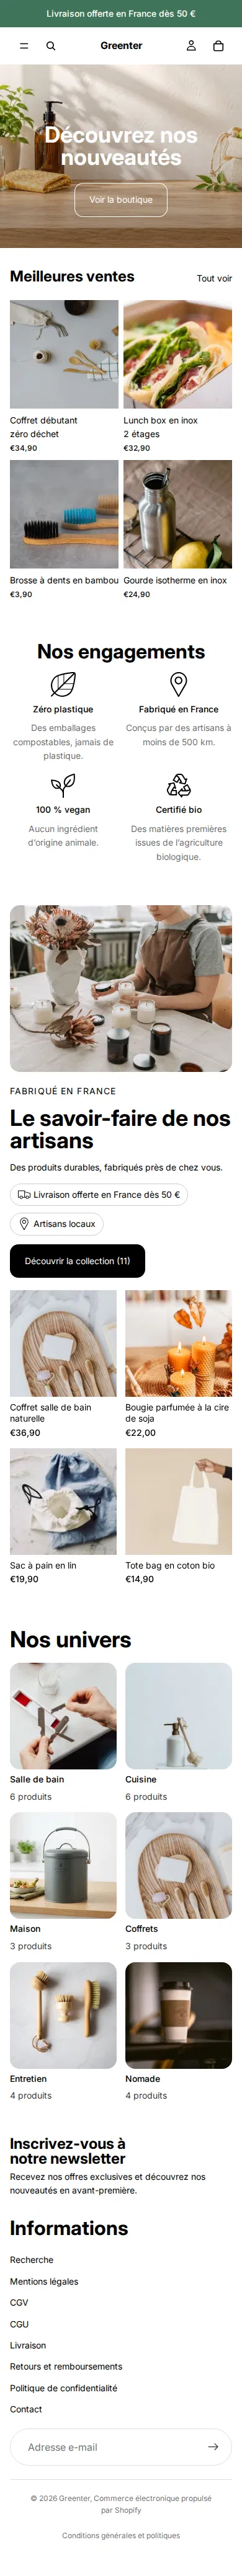 Livraison offerte en France dès 50 €
Greenter
Découvrez nos
nouveautés
Voir la boutique
Meilleures ventes
Tout voir
Coffret débutant
zéro déchet
€34,90
Lunch box en inox
2 étages
€32,90
Brosse à dents en bambou
€3,90
Gourde isotherme en inox
€24,90
Nos engagements
Zéro plastique
Des emballages
compostables, jamais de
plastique.
Fabriqué en France
Conçus par des artisans à
moins de 500 km.
100 % vegan
Aucun ingrédient
d'origine animale.
Certifié bio
Des matières premières
issues de l'agriculture
biologique.
FABRIQUÉ EN FRANCE
Le savoir-faire de nos
artisans
Des produits durables, fabriqués près de chez vous.
Livraison offerte en France dès 50 €
Artisans locaux
Découvrir la collection (11)
Coffret salle de bain
naturelle
€36,90
Bougie parfumée à la cire
de soja
€22,00
Sac à pain en lin
€19,90
Tote bag en coton bio
€14,90
Nos univers
Salle de bain
6 produits
Cuisine
6 produits
Maison
3 produits
Coffrets
3 produits
Entretien
4 produits
Nomade
4 produits
Inscrivez-vous à
notre newsletter
Recevez nos offres exclusives et découvrez nos
nouveautés en avant-première.
Informations
Recherche
Mentions légales
CGV
CGU
Livraison
Retours et remboursements
Politique de confidentialité
Contact
Adresse e-mail
© 2026 Greenter, Commerce électronique propulsé
par Shopify
Conditions générales et politiques